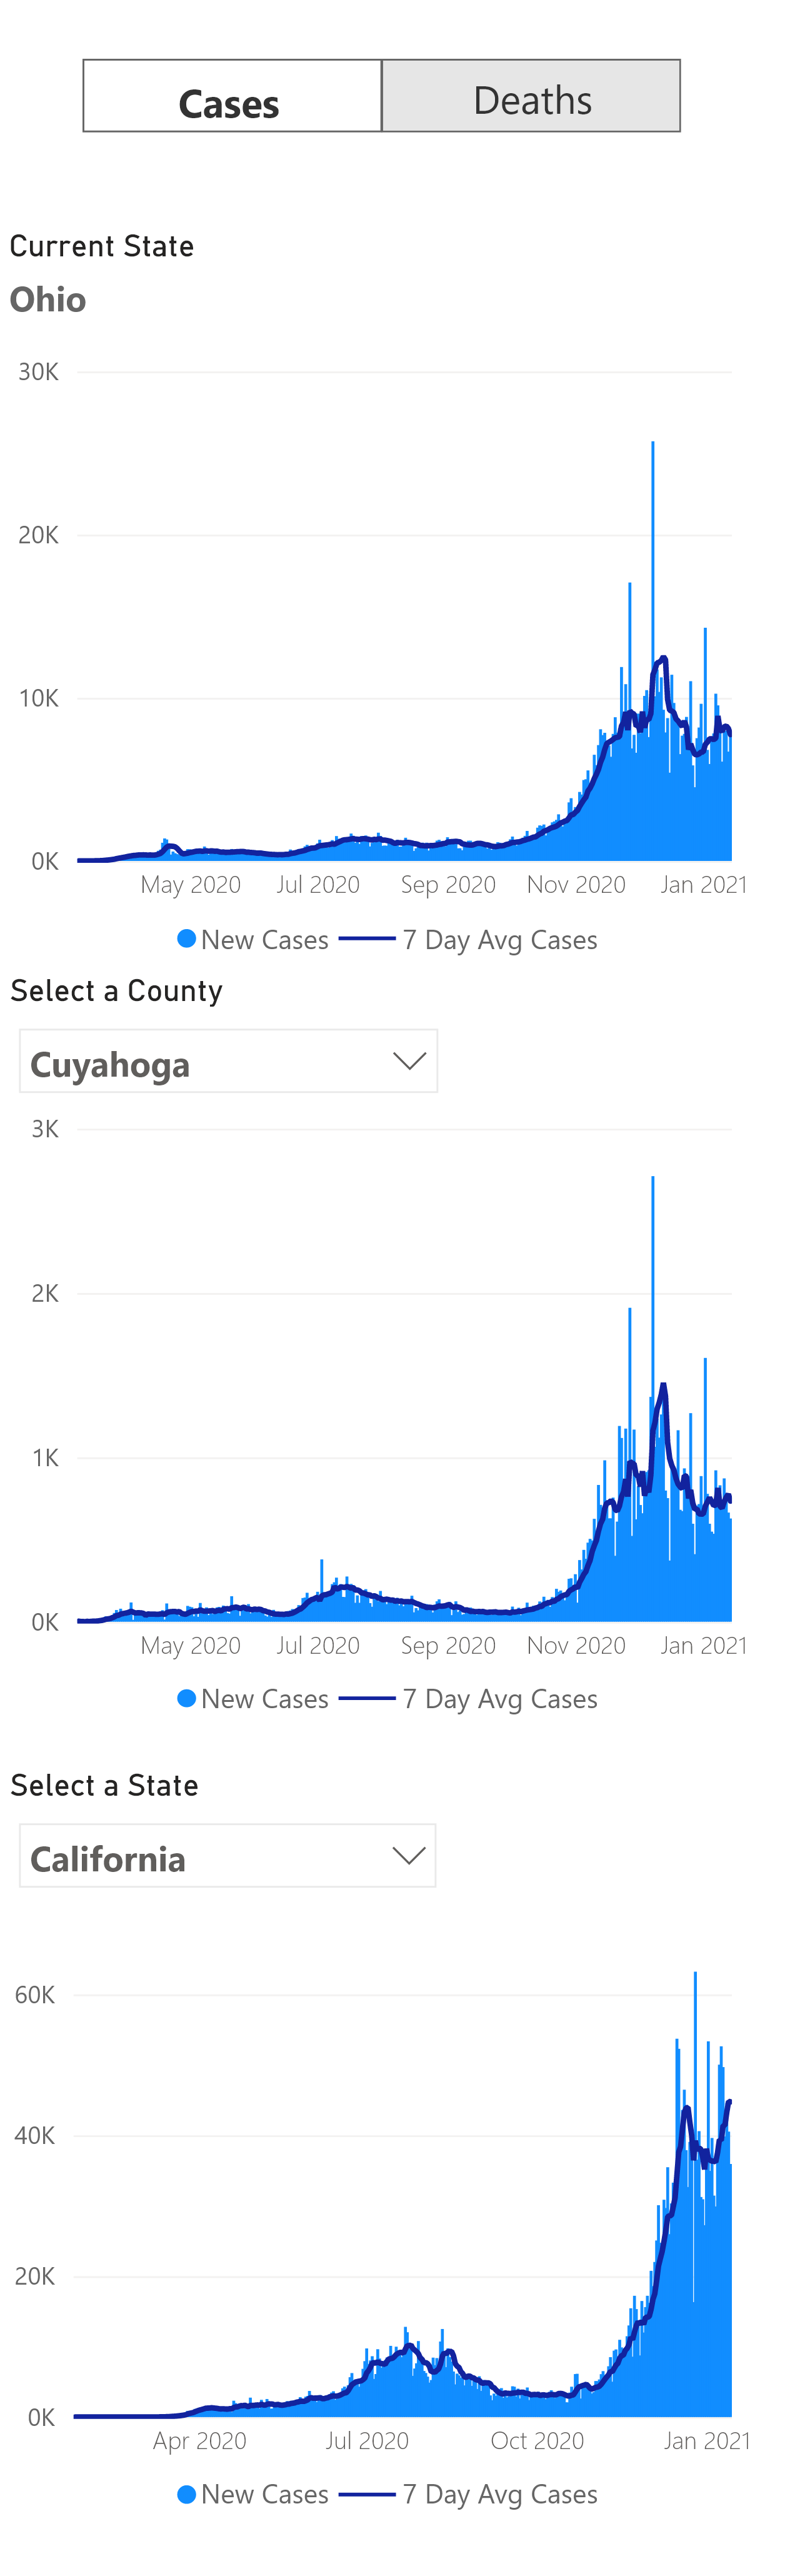 Cases Deaths
Current State
Ohio
30K
20K
10K
0K
May 2020 Jul 2020 Sep 2020 Nov 2020 Jan 2021
New Cases 7 Day Avg Cases
Select a County
Cuyahoga
3K
2K
1K
0K
May 2020 Jul 2020 Sep 2020 Nov 2020 Jan 2021
New Cases 7 Day Avg Cases
Select a State
California
60K
40K
20K
0K
Apr 2020 Jul 2020 Oct 2020 Jan 2021
New Cases 7 Day Avg Cases